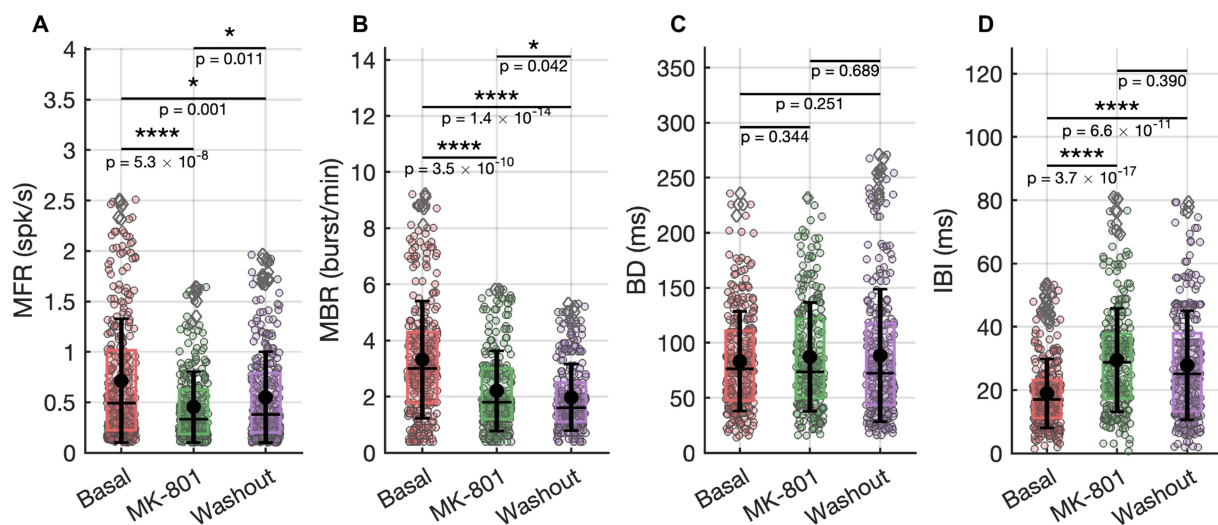 A
MFR (spk/s)
4
3.5
3
2.5
2
1.5
1
0.5
0
*
p = 0.011
*
p = 0.001
****
p = 5.3 × 10^-8
Basal
MK-801
Washout
B
MBR (burst/min)
14
12
10
8
6
4
2
0
*
p = 0.042
****
p = 1.4 × 10^-14
****
p = 3.5 × 10^-10
Basal
MK-801
Washout
C
BD (ms)
350
300
250
200
150
100
50
0
p = 0.689
p = 0.251
p = 0.344
Basal
MK-801
Washout
D
IBI (ms)
120
100
80
60
40
20
0
p = 0.390
****
p = 6.6 × 10^-11
****
p = 3.7 × 10^-17
Basal
MK-801
Washout